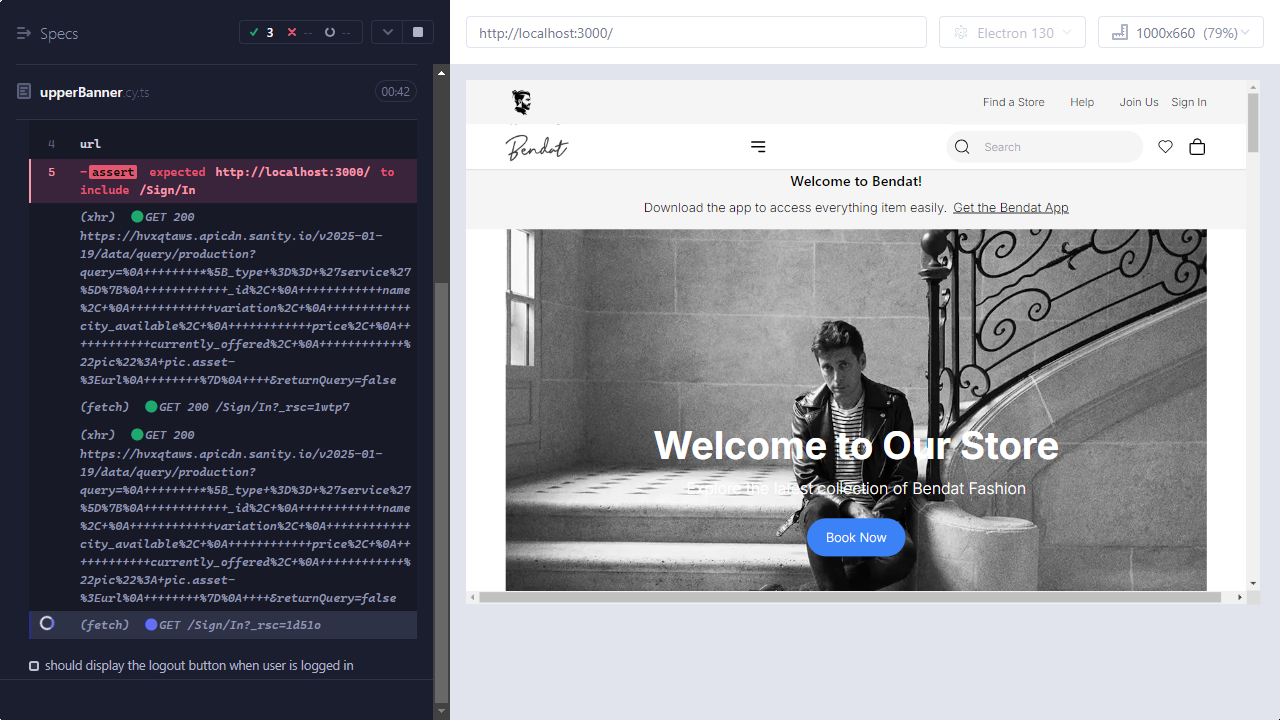 Specs
3
--
--
upperBanner.cy.ts
00:42
4 url
5 -assert expected http://localhost:3000/ to
include /Sign/In
(xhr) GET 200
https://hvxqtaws.apicdn.sanity.io/v2025-01-
19/data/query/production?
query=%0A++++++++*%5B_type+%3D%3D+%27service%27
%5D%7B%0A++++++++++++_id%2C+%0A++++++++++++name
%2C+%0A++++++++++++variation%2C+%0A++++++++++++
city_available%2C+%0A++++++++++++price%2C+%0A++
++++++++++currently_offered%2C+%0A++++++++++++%
22pic%22%3A+pic.asset-
%3Eurl%0A++++++++%7D%0A++++&returnQuery=false
(fetch) GET 200 /Sign/In?_rsc=1wtp7
(xhr) GET 200
https://hvxqtaws.apicdn.sanity.io/v2025-01-
19/data/query/production?
query=%0A++++++++*%5B_type+%3D%3D+%27service%27
%5D%7B%0A++++++++++++_id%2C+%0A++++++++++++name
%2C+%0A++++++++++++variation%2C+%0A++++++++++++
city_available%2C+%0A++++++++++++price%2C+%0A++
++++++++++currently_offered%2C+%0A++++++++++++%
22pic%22%3A+pic.asset-
%3Eurl%0A++++++++%7D%0A++++&returnQuery=false
(fetch) GET /Sign/In?_rsc=1d51o
should display the logout button when user is logged in
http://localhost:3000/
Electron 130
1000x660 (79%)
Find a Store Help Join Us Sign In
Bendat
Search
Welcome to Bendat!
Download the app to access everything item easily. Get the Bendat App
Welcome to Our Store
Explore the latest collection of Bendat Fashion
Book Now